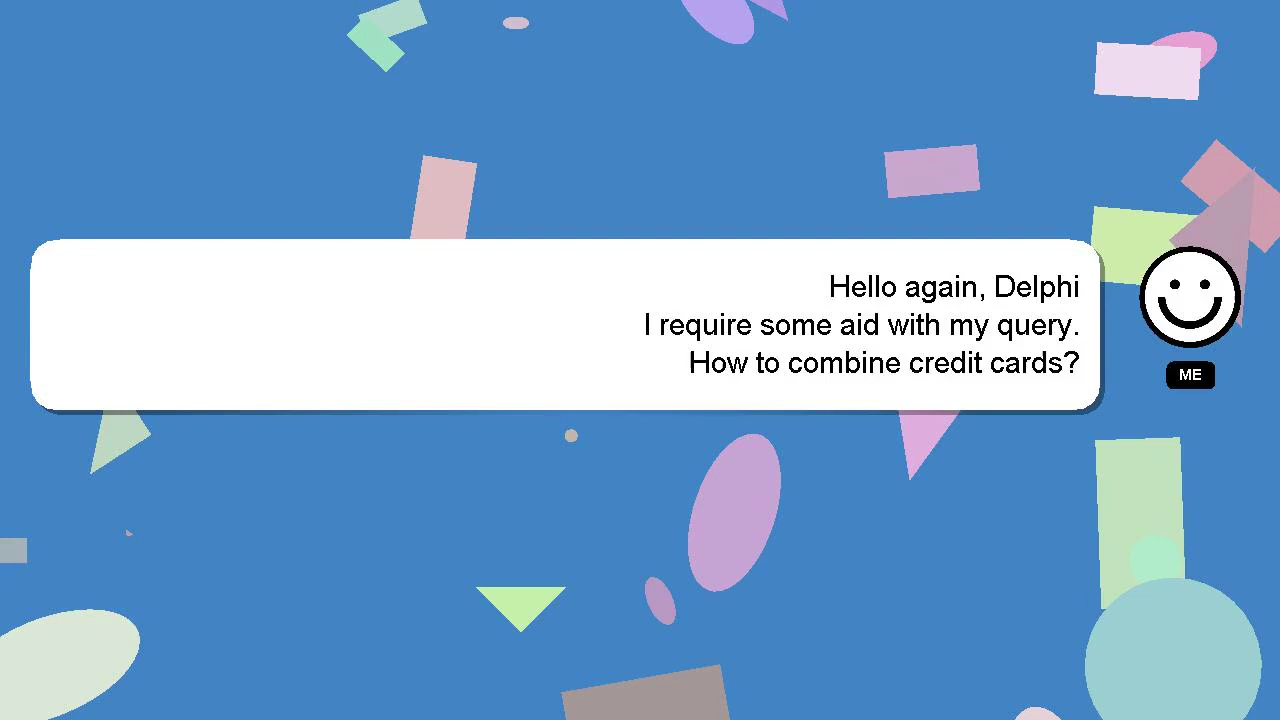 Hello again, Delphi
I require some aid with my query.
How to combine credit cards?
ME